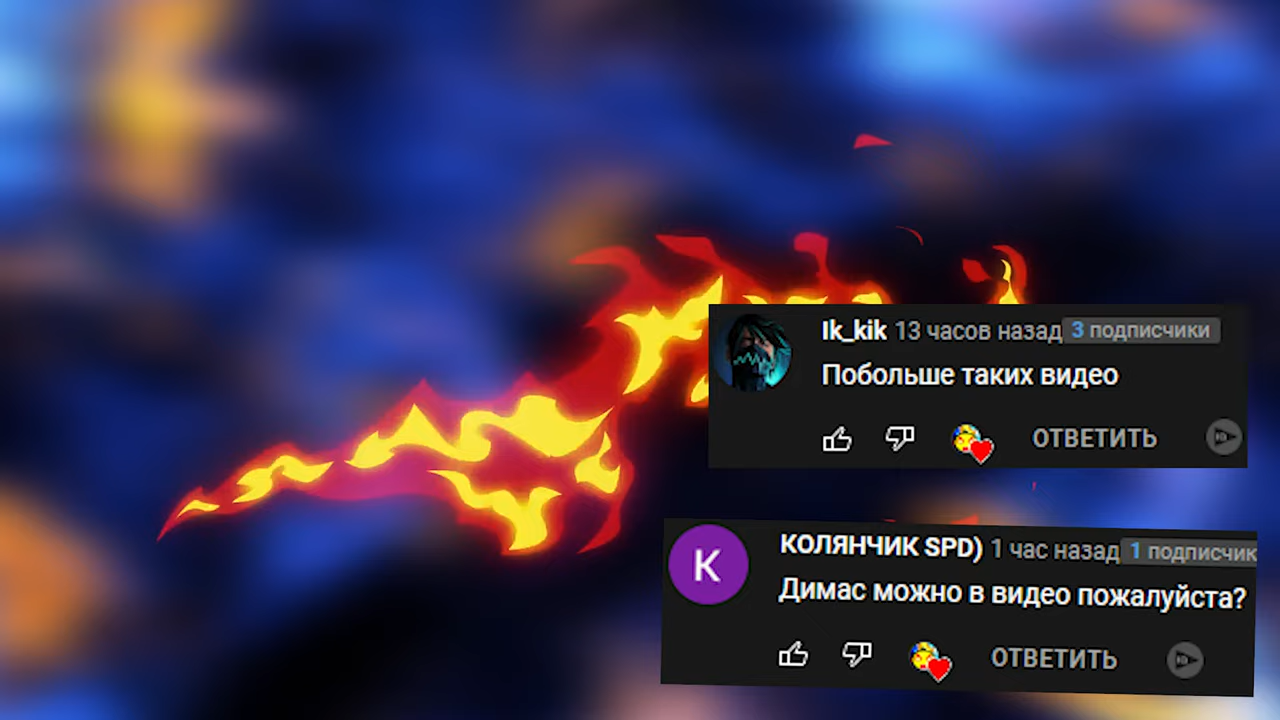 Ik_kik 13 часов назад 3 подписчики
Побольше таких видео
ОТВЕТИТЬ
K
КОЛЯНЧИК SPD) 1 час назад 1 подписчик
Димас можно в видео пожалуйста?
ОТВЕТИТЬ